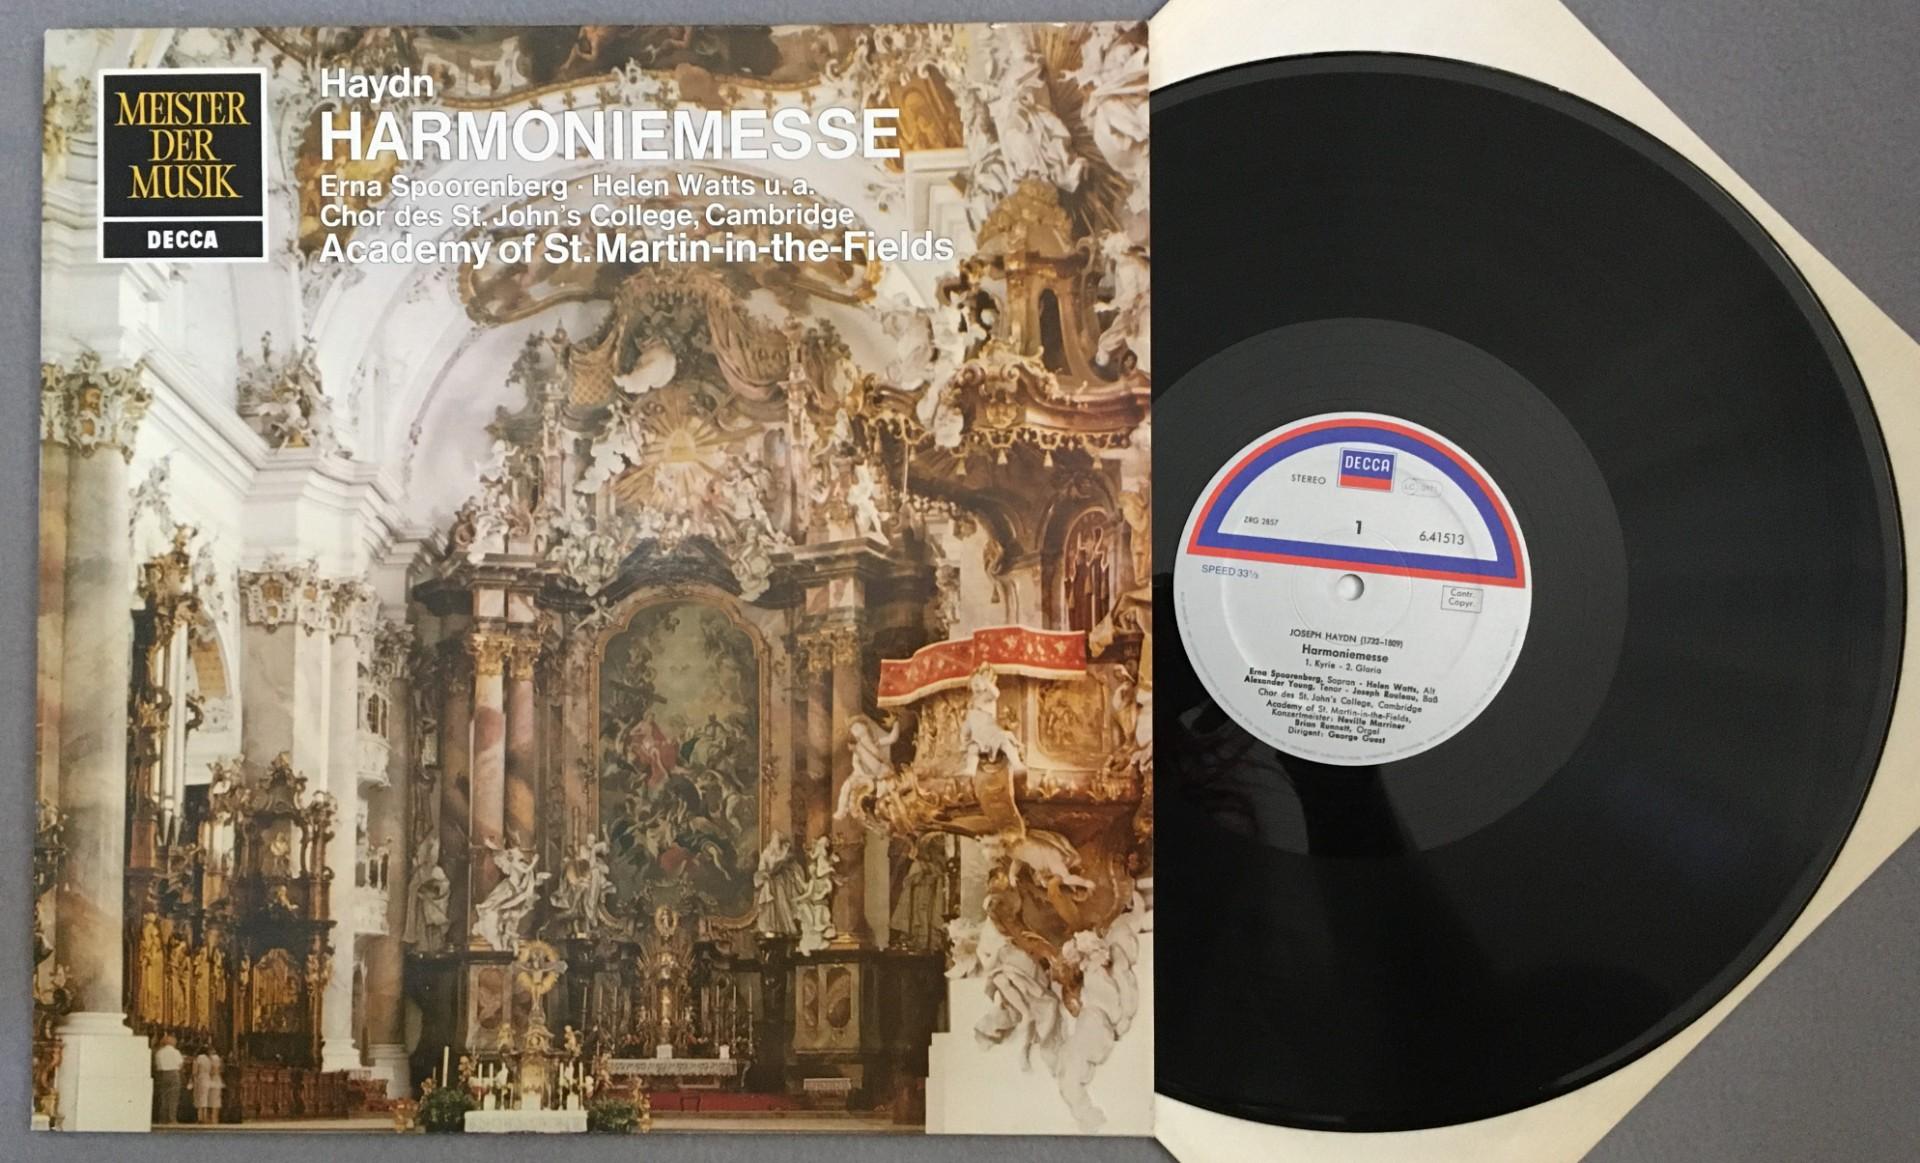 MEISTER
DER
MUSIK
DECCA
Haydn
HARMONIEMESSE
Erna Spoorenberg · Helen Watts u. a.
Chor des St. John's College, Cambridge
Academy of St. Martin-in-the-Fields
DECCA
STEREO
LC
ZRG 2857
1
6.41513
SPEED 33⅓
Contr.
Copyr.
JOSEPH HAYDN (1732–1809)
Harmoniemesse
1. Kyrie - 2. Gloria
Erna Spoorenberg, Sopran - Helen Watts, Alt
Alexander Young, Tenor - Joseph Rouleau, Baß
Chor des St. John's College, Cambridge
Academy of St. Martin-in-the-Fields,
Konzertmeister: Neville Marriner
Brian Runnett, Orgel
Dirigent: George Guest